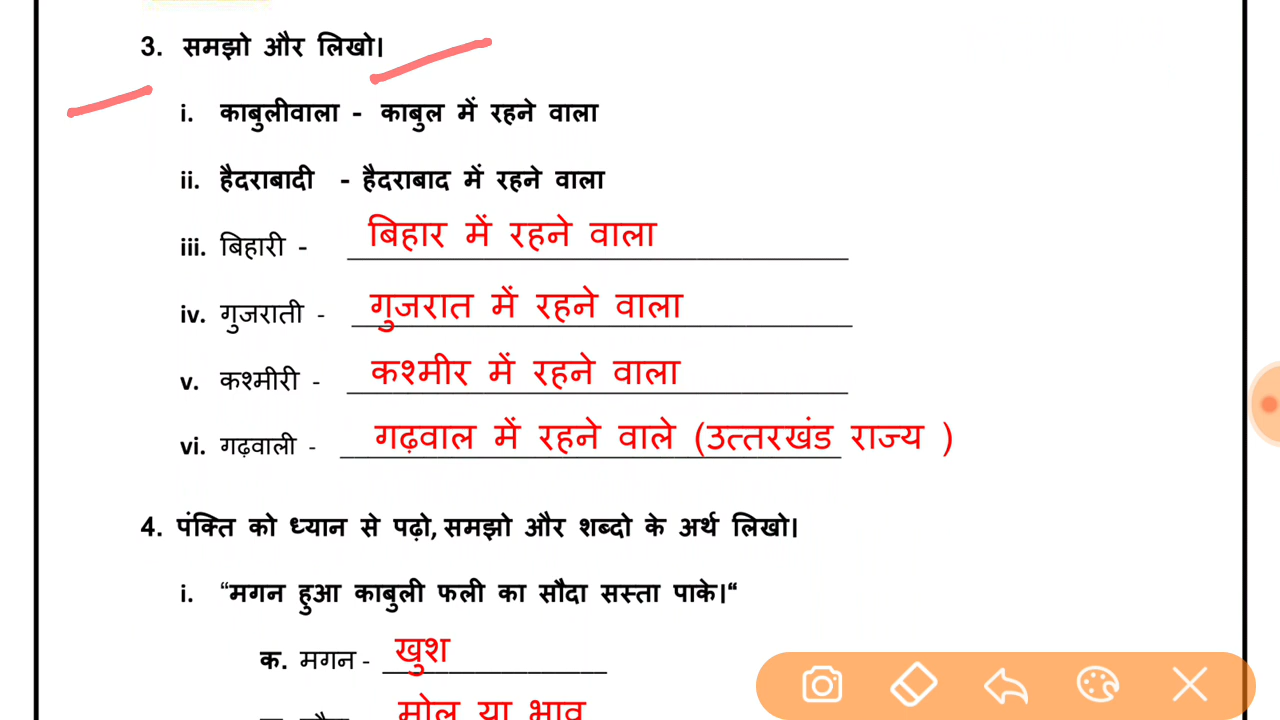 3. समझो और लिखो।
i. काबुलीवाला - काबुल में रहने वाला
ii. हैदराबादी - हैदराबाद में रहने वाला
iii. बिहारी - बिहार में रहने वाला
iv. गुजराती - गुजरात में रहने वाला
v. कश्मीरी - कश्मीर में रहने वाला
vi. गढ़वाली - गढ़वाल में रहने वाले (उत्तरखंड राज्य )
4. पंक्ति को ध्यान से पढ़ो, समझो और शब्दो के अर्थ लिखो।
i. “मगन हुआ काबुली फली का सौदा सस्ता पाके।“
क. मगन - खुश
मोल या भाव